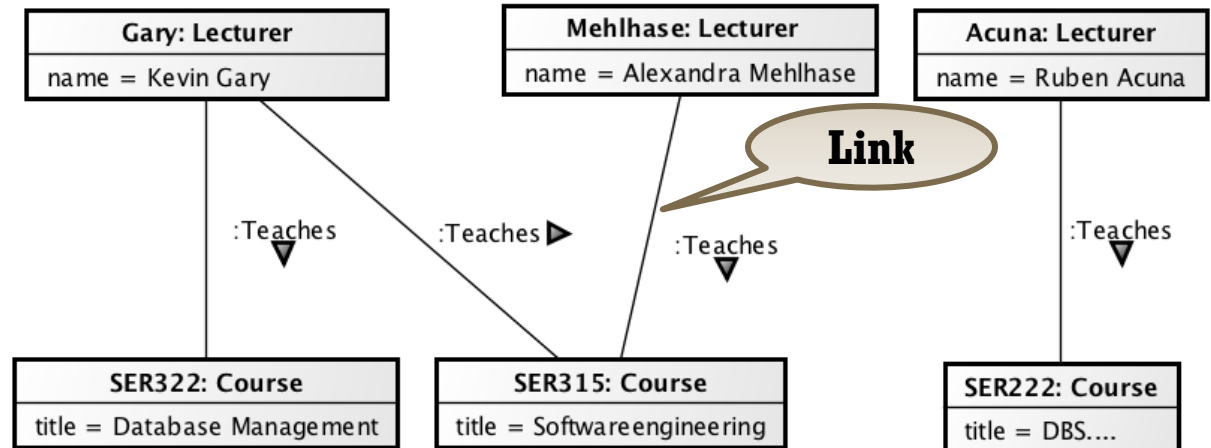 Gary: Lecturer
name = Kevin Gary
Mehlhase: Lecturer
name = Alexandra Mehlhase
Acuna: Lecturer
name = Ruben Acuna
Link
:Teaches
:Teaches
:Teaches
:Teaches
SER322: Course
title = Database Management
SER315: Course
title = Softwareengineering
SER222: Course
title = DBS....